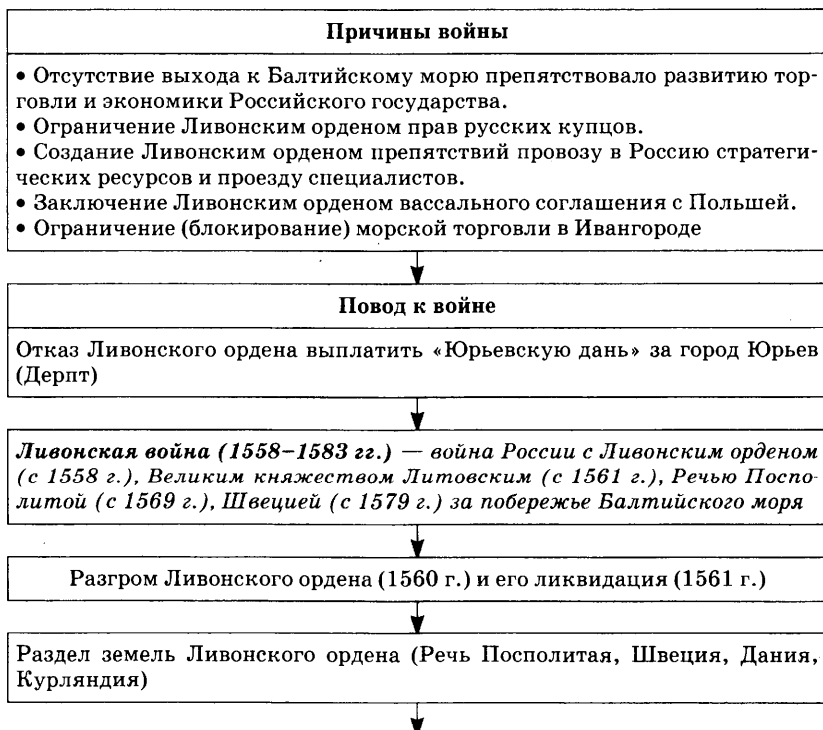 Причины войны
• Отсутствие выхода к Балтийскому морю препятствовало развитию тор-
говли и экономики Российского государства.
• Ограничение Ливонским орденом прав русских купцов.
• Создание Ливонским орденом препятствий провозу в Россию стратеги-
ческих ресурсов и проезду специалистов.
• Заключение Ливонским орденом вассального соглашения с Польшей.
• Ограничение (блокирование) морской торговли в Ивангороде
Повод к войне
Отказ Ливонского ордена выплатить «Юрьевскую дань» за город Юрьев
(Дерпт)
Ливонская война (1558–1583 гг.) — война России с Ливонским орденом
(с 1558 г.), Великим княжеством Литовским (с 1561 г.), Речью Поспо-
литой (с 1569 г.), Швецией (с 1579 г.) за побережье Балтийского моря
Разгром Ливонского ордена (1560 г.) и его ликвидация (1561 г.)
Раздел земель Ливонского ордена (Речь Посполитая, Швеция, Дания,
Курляндия)